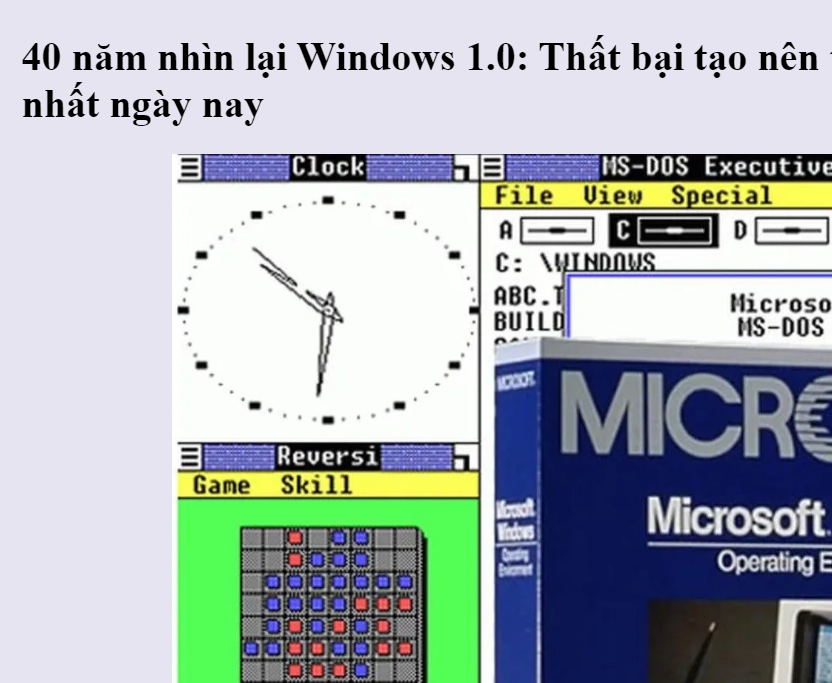 40 năm nhìn lại Windows 1.0: Thất bại tạo nên
nhất ngày nay
Clock
MS-DOS Executive
File View Special
A C D
C: \WINDOWS
ABC.T
BUILD
Microso
MS-DOS
MICROSOFT.
MICRO
Reversi
Game Skill
Microsoft
Windows
Operating
Environment
Microsoft
Operating E